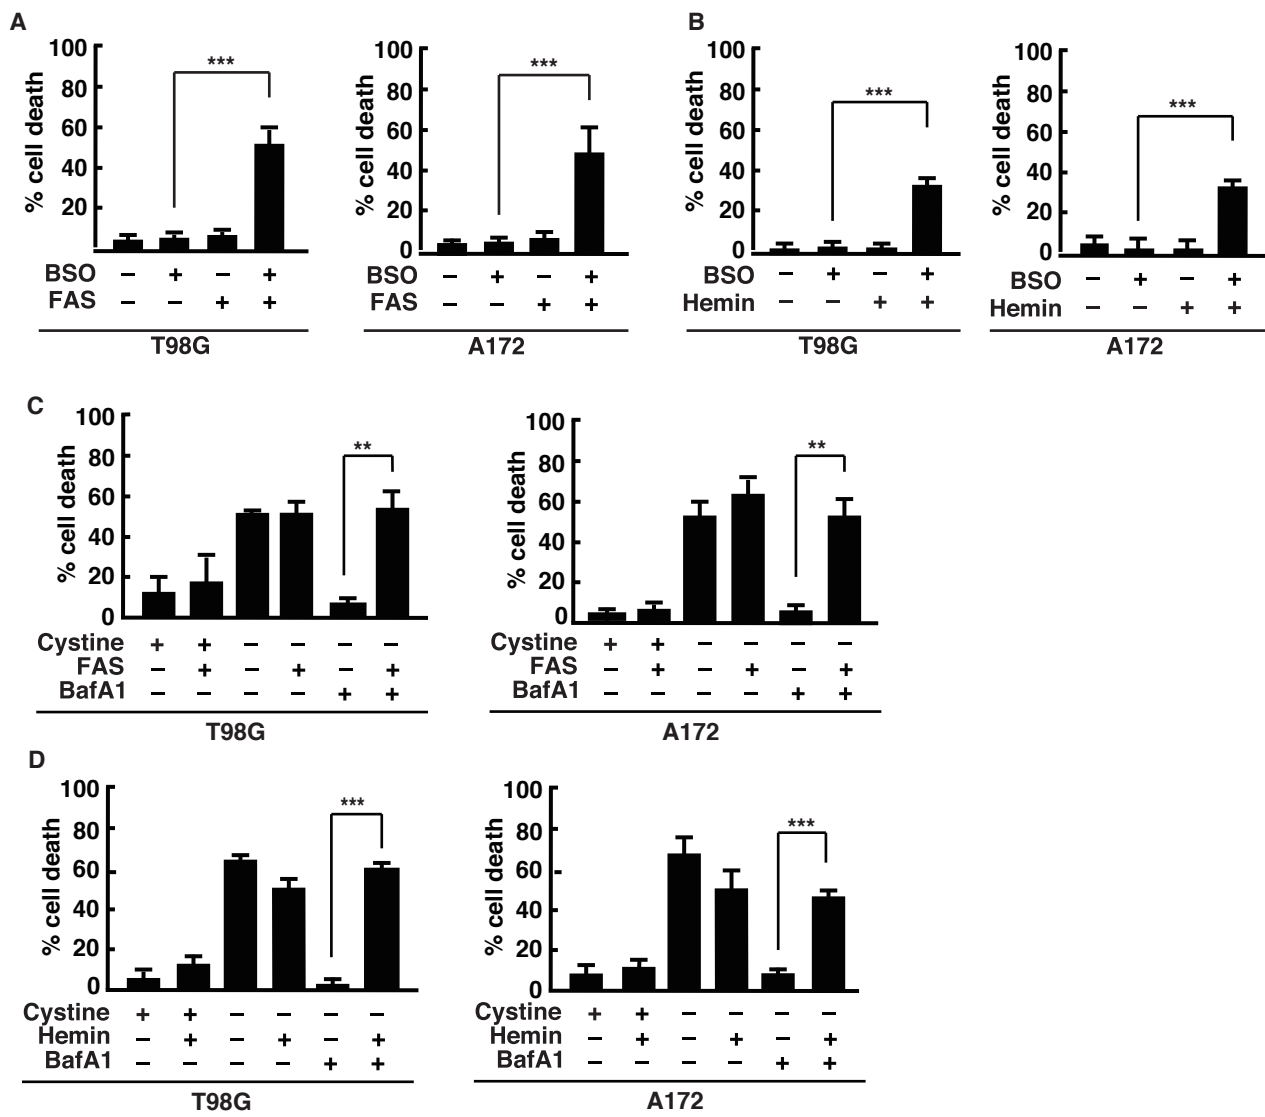 A
B
100
80
60
40
20
% cell death
***
BSO − + − +
FAS − − + +
T98G
100
80
60
40
20
0
% cell death
***
BSO − + − +
FAS − − + +
A172
100
80
60
40
20
0
% cell death
***
BSO − + − +
Hemin − − + +
T98G
100
80
60
40
20
0
% cell death
***
BSO − + − +
Hemin − − + +
A172
C
100
80
60
40
20
0
% cell death
**
Cystine + + − − − −
FAS − + − + − +
BafA1 − − − − + +
T98G
100
80
60
40
20
0
% cell death
**
Cystine + + − − − −
FAS − + − + − +
BafA1 − − − − + +
A172
D
100
80
60
40
20
0
% cell death
***
Cystine + + − − − −
Hemin − + − + − +
BafA1 − − − − + +
T98G
100
80
60
40
20
0
% cell death
***
Cystine + + − − − −
Hemin − + − + − +
BafA1 − − − − + +
A172